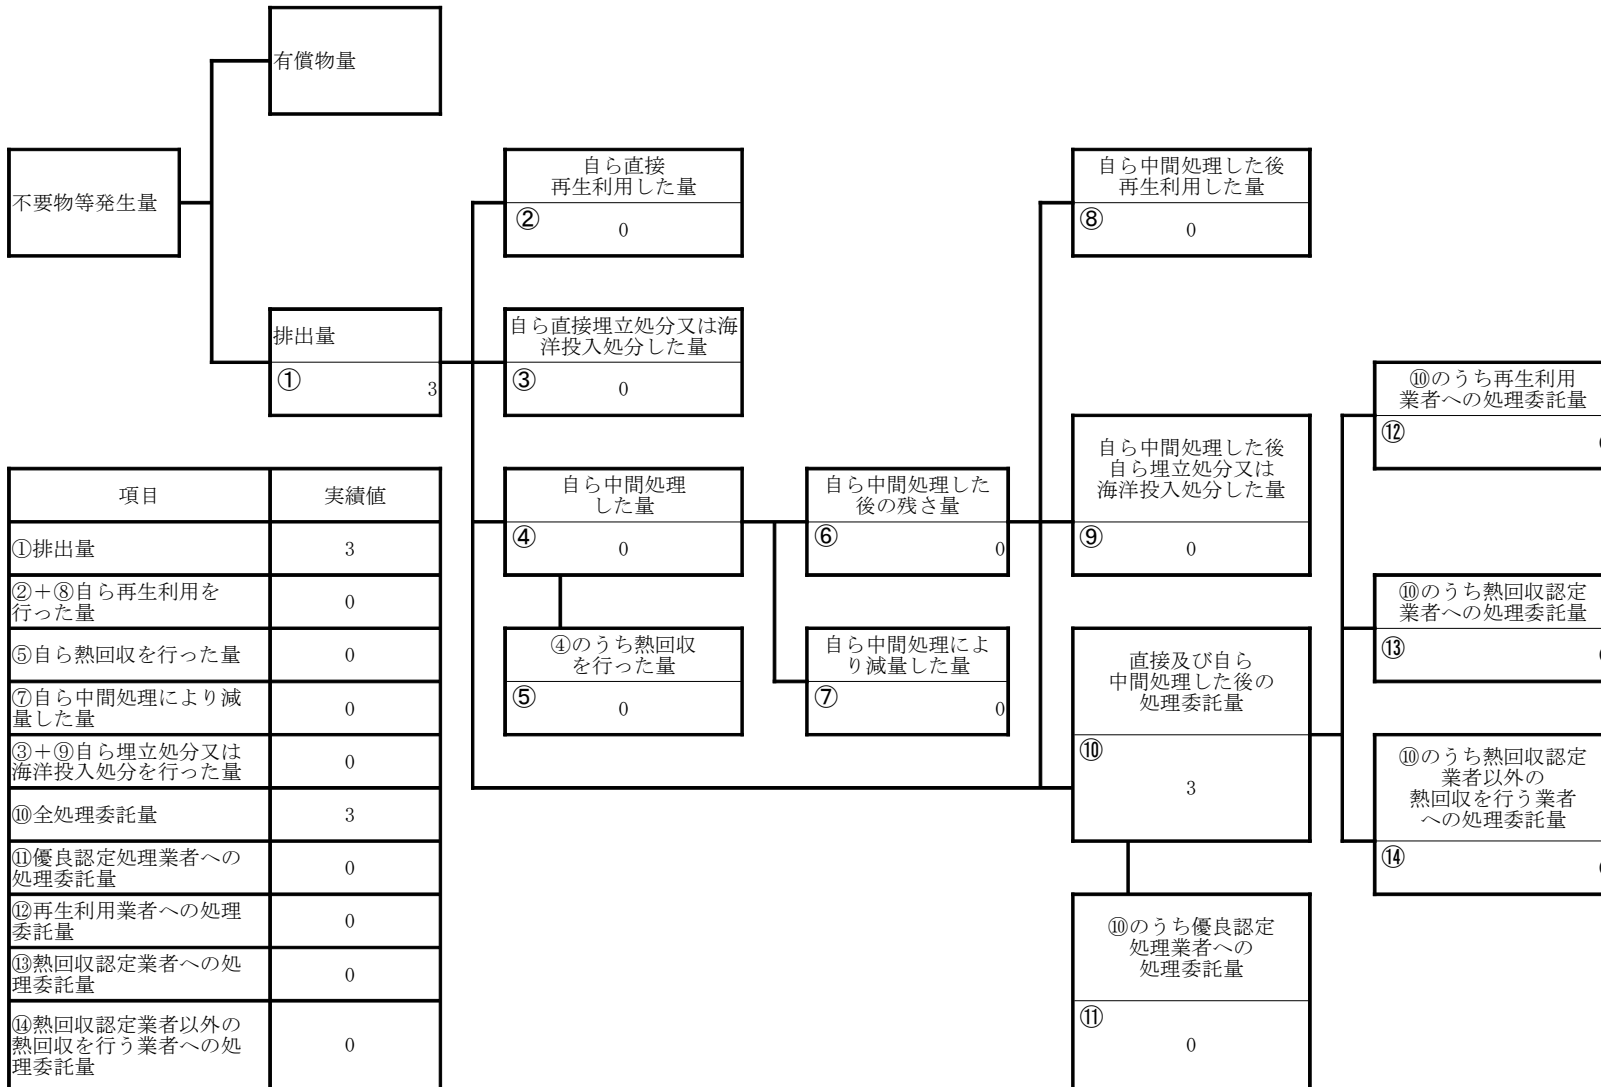 有償物量
不要物等発生量
自ら直接
再生利用した量
②
0
自ら中間処理した後
再生利用した量
⑧
0
排出量
①
3
自ら直接埋立処分又は海
洋投入処分した量
③
0
⑩のうち再生利用
業者への処理委託量
⑫
自ら中間処理
した量
④
0
自ら中間処理した
後の残さ量
⑥
0
自ら中間処理した後
自ら埋立処分又は
海洋投入処分した量
⑨
0
④のうち熱回収
を行った量
⑤
0
自ら中間処理によ
り減量した量
⑦
0
直接及び自ら
中間処理した後の
処理委託量
⑩
3
⑩のうち熱回収認定
業者への処理委託量
⑬
⑩のうち熱回収認定
業者以外の
熱回収を行う業者
への処理委託量
⑭
⑩のうち優良認定
処理業者への
処理委託量
⑪
0
項目 実績値
①排出量 3
②+⑧自ら再生利用を
行った量 0
⑤自ら熱回収を行った量 0
⑦自ら中間処理により減
量した量 0
③+⑨自ら埋立処分又は
海洋投入処分を行った量 0
⑩全処理委託量 3
⑪優良認定処理業者への
処理委託量 0
⑫再生利用業者への処理
委託量 0
⑬熱回収認定業者への処
理委託量 0
⑭熱回収認定業者以外の
熱回収を行う業者への処
理委託量 0